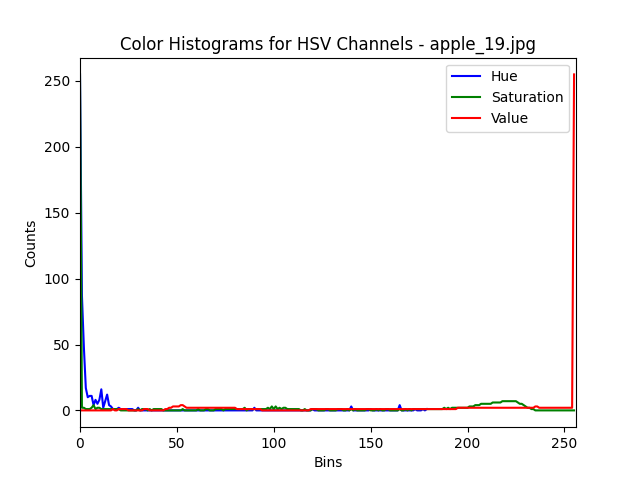 Color Histograms for HSV Channels - apple_19.jpg
Hue
Saturation
Value
Counts
250
200
150
100
50
0
0 50 100 150 200 250
Bins